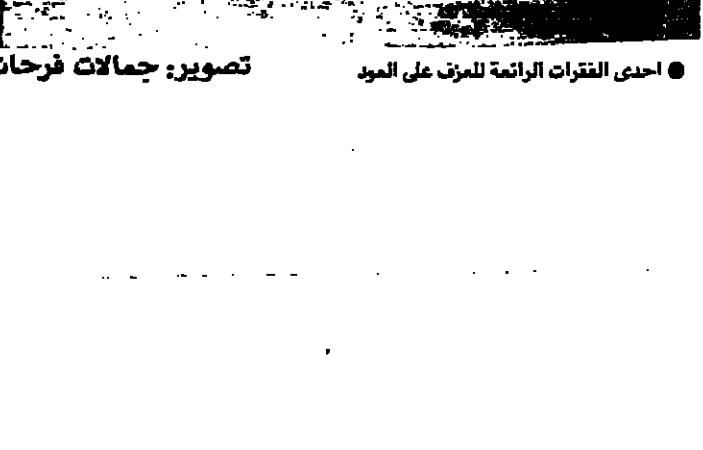 ● احدى الفقرات الرائعة للعزف على العود
تصوير: جمالات فرحات